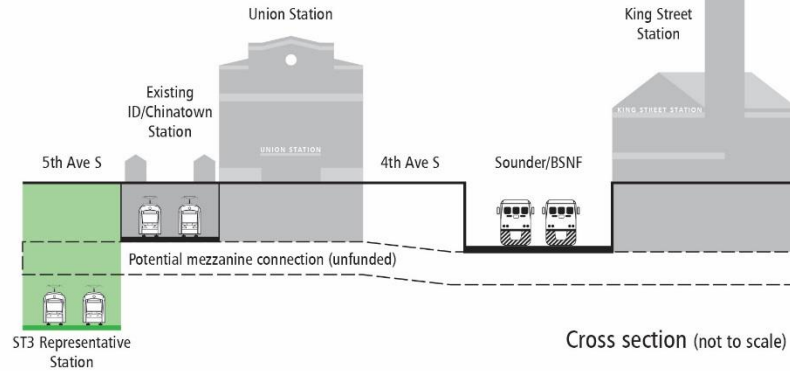 Union Station
King Street
Station
Existing
ID/Chinatown
Station
KING STREET STATION
UNION STATION
5th Ave S
4th Ave S
Sounder/BSNF
Potential mezzanine connection (unfunded)
ST3 Representative
Station
Cross section (not to scale)